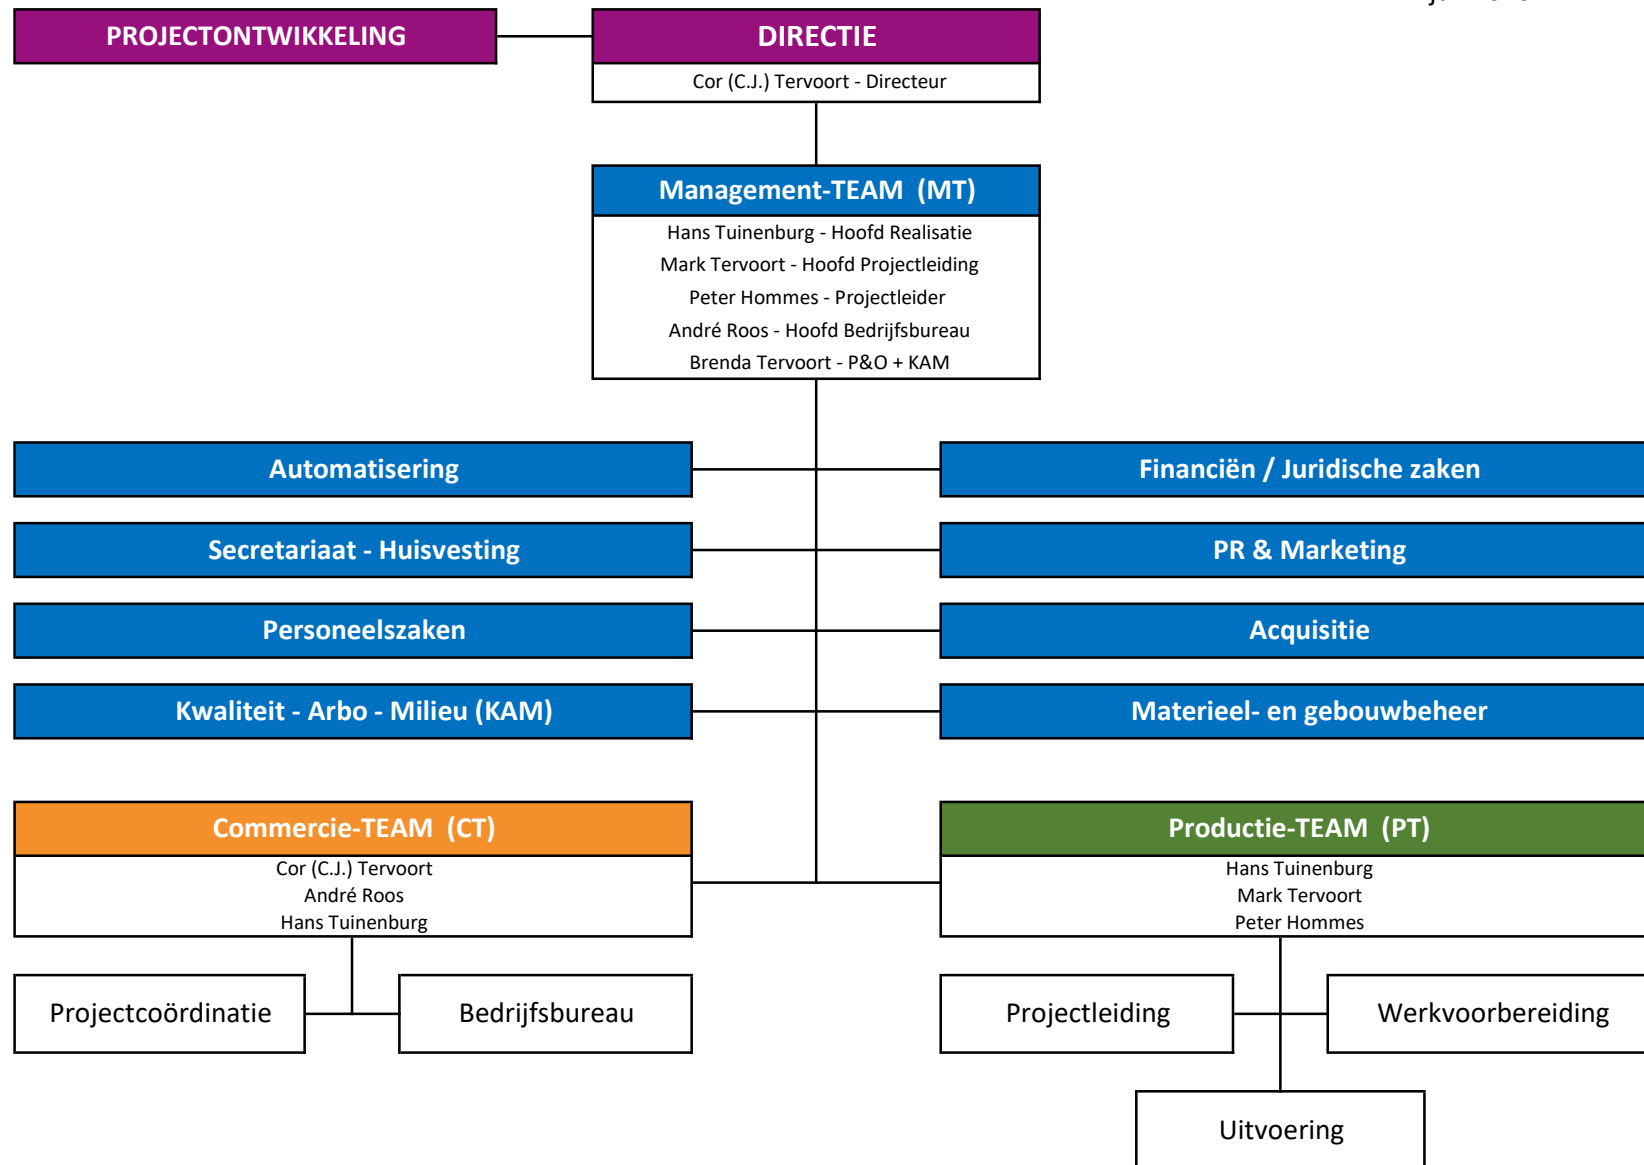 PROJECTONTWIKKELING
DIRECTIE
Cor (C.J.) Tervoort - Directeur
Management-TEAM (MT)
Hans Tuinenburg - Hoofd Realisatie
Mark Tervoort - Hoofd Projectleiding
Peter Hommes - Projectleider
André Roos - Hoofd Bedrijfsbureau
Brenda Tervoort - P&O + KAM
Automatisering
Financiën / Juridische zaken
Secretariaat - Huisvesting
PR & Marketing
Personeelszaken
Acquisitie
Kwaliteit - Arbo - Milieu (KAM)
Materieel- en gebouwbeheer
Commercie-TEAM (CT)
Cor (C.J.) Tervoort
André Roos
Hans Tuinenburg
Productie-TEAM (PT)
Hans Tuinenburg
Mark Tervoort
Peter Hommes
Projectcoördinatie
Bedrijfsbureau
Projectleiding
Werkvoorbereiding
Uitvoering